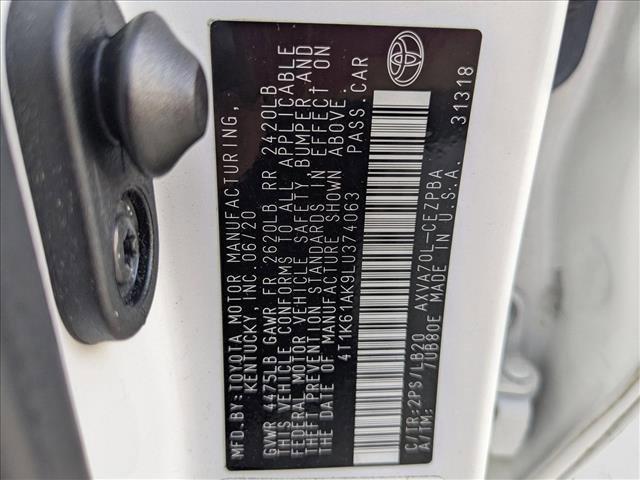 MFD.BY:TOYOTA MOTOR MANUFACTURING,
KENTUCKY, INC. 06/20
GVWR 4475LB GAWR FR 2620LB RR 2420LB
THIS VEHICLE CONFORMS TO ALL APPLICABLE
FEDERAL MOTOR VEHICLE SAFETY, BUMPER AND
THEFT PREVENTION STANDARDS IN EFFECT ON
THE DATE OF MANUFACTURE SHOWN ABOVE.
4T1K61AK9LU374063 PASS.CAR
C/TR:2PS/LB20 AXVA70L-CEZPBA
A/TM: 7UB80E MADE IN U.S.A. 31318